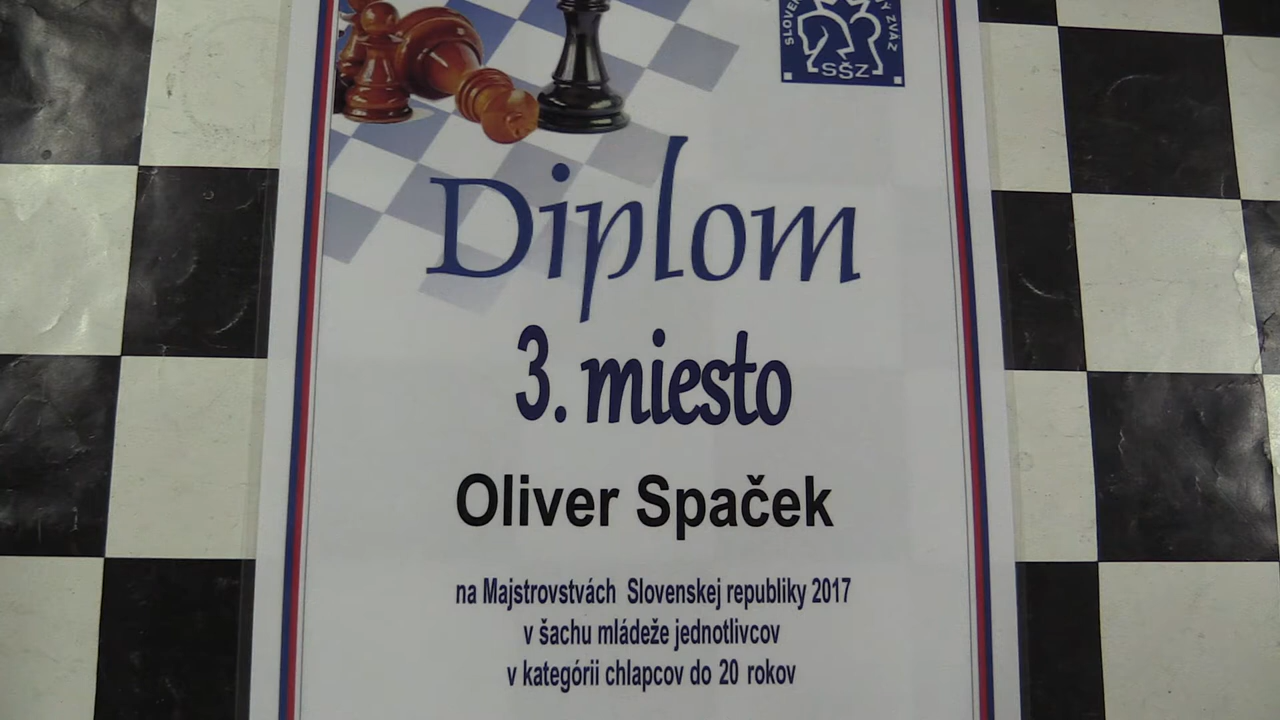 SŠZ
Diplom
3. miesto
Oliver Spaček
na Majstrovstvách Slovenskej republiky 2017
v šachu mládeže jednotlivcov
v kategórii chlapcov do 20 rokov